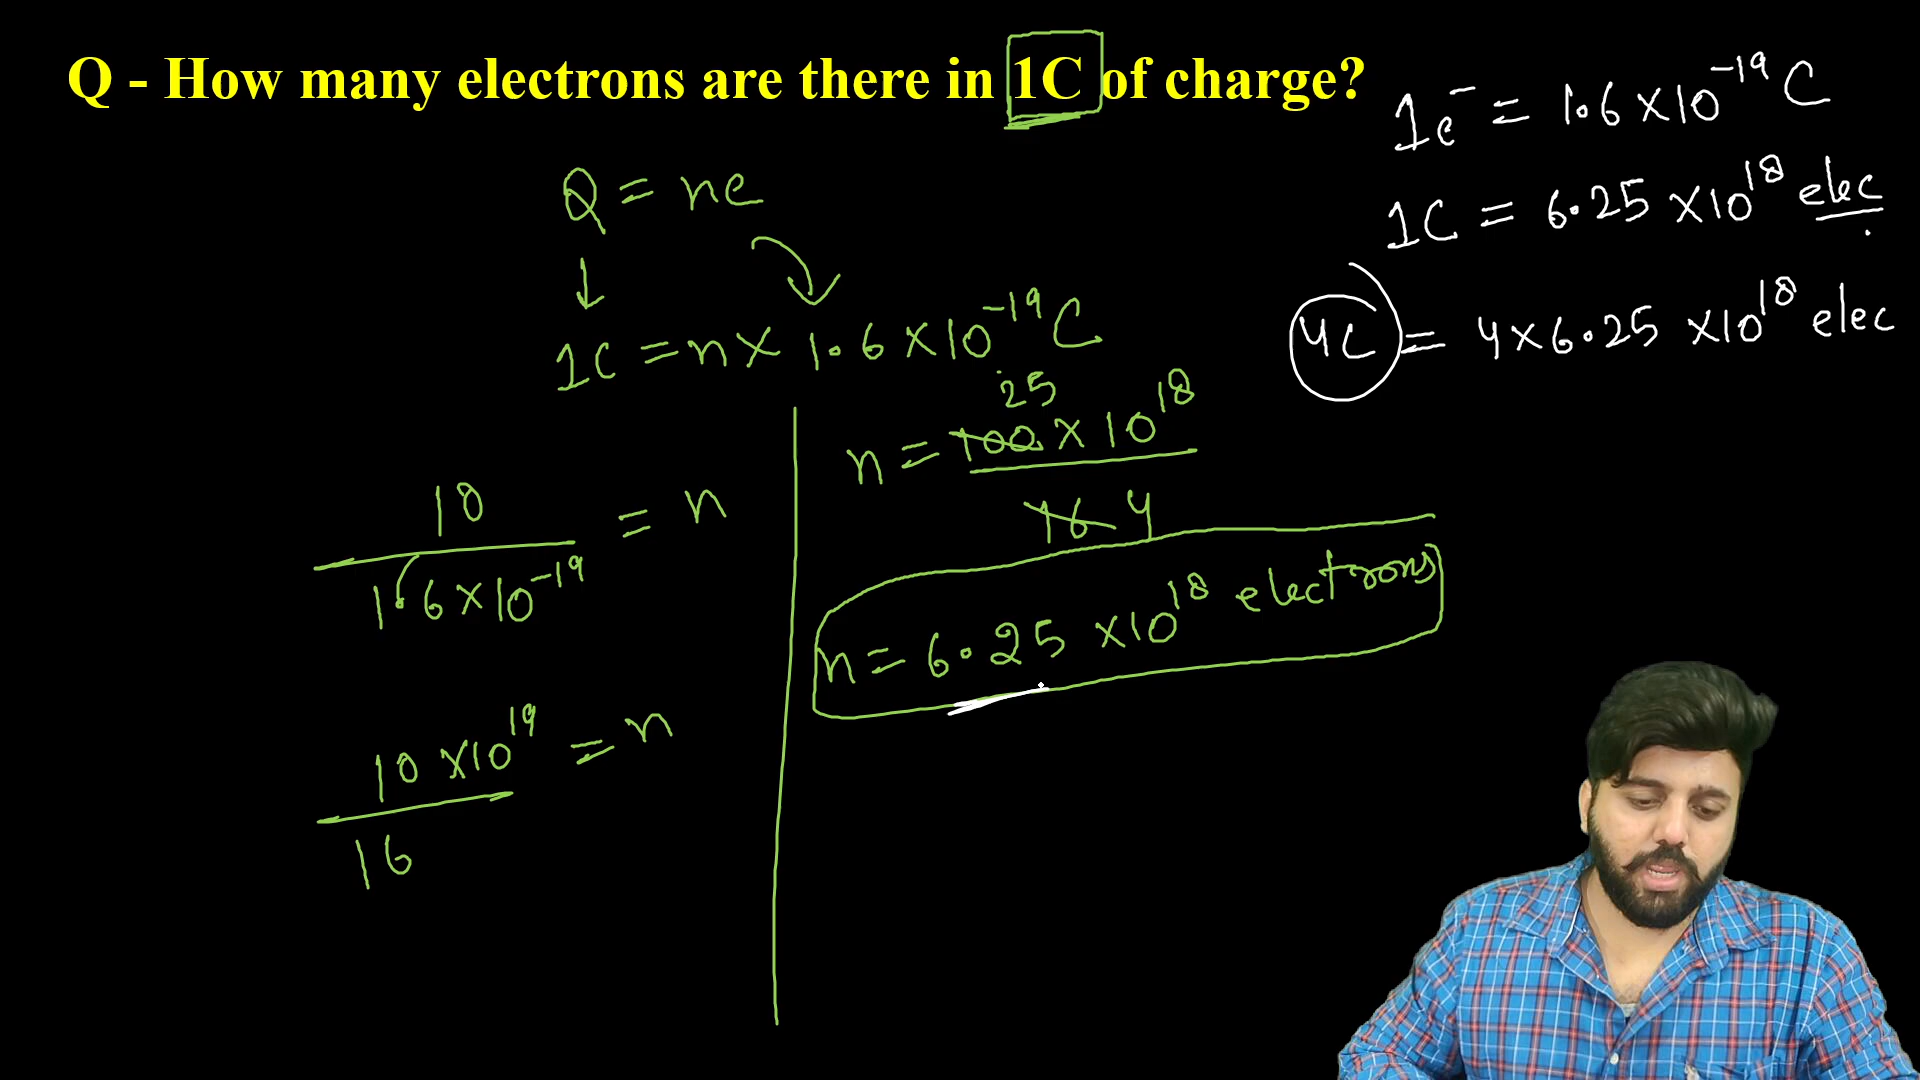 Q - How many electrons are there in 1C of charge?
Q = ne
↓
1C = n × 1.6 × 10⁻¹⁹ C
10 / 1.6 × 10⁻¹⁹ = n
10 × 10¹⁹ / 16 = n
25
n = 100 × 10¹⁸
16 4
n = 6.25 × 10¹⁸ electrons
1e⁻ = 1.6 × 10⁻¹⁹ C
1C = 6.25 × 10¹⁸ elec
4C = 4 × 6.25 × 10¹⁸ elec